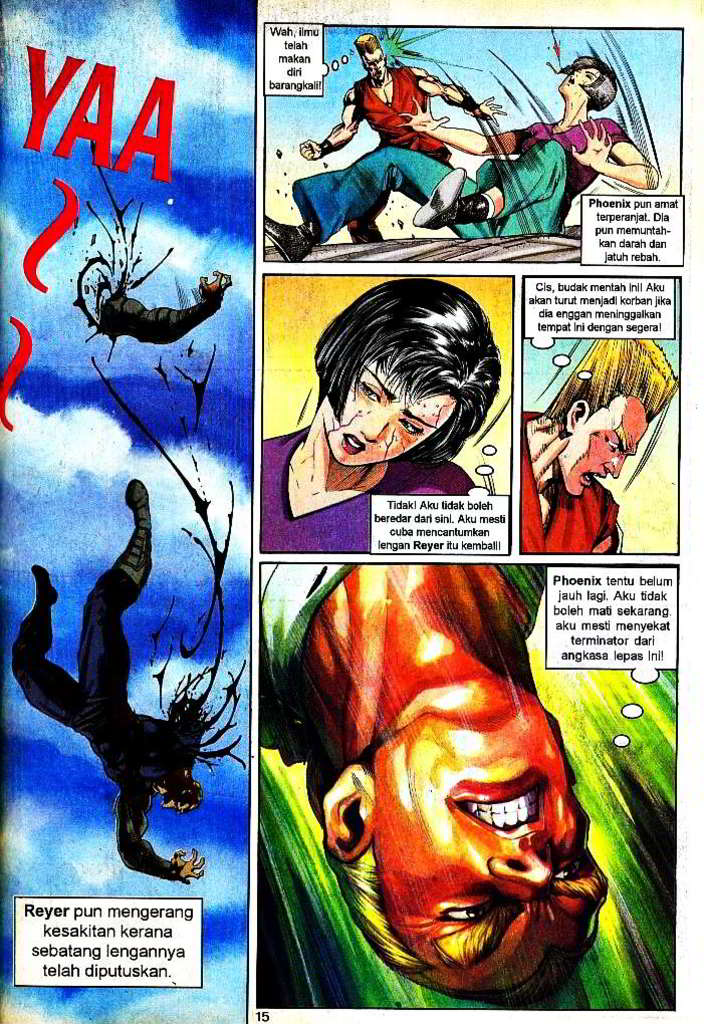 YAA
Reyer pun mengerang
kesakitan kerana
sebatang lengannya
telah diputuskan.
Wah, ilmu
telah
makan
diri
barangkali!
Phoenix pun amat
terperanjat. Dia
pun memuntah-
kan darah dan
jatuh rebah.
Tidak! Aku tidak boleh
beredar dari sini. Aku mesti
cuba mencantumkan
lengan Reyer itu kembali!
Cis, budak mentah ini! Aku
akan turut menjadi korban jika
dia enggan meninggalkan
tempat ini dengan segera!
Phoenix tentu belum
jauh lagi. Aku tidak
boleh mati sekarang.
aku mesti menyekat
terminator dari
angkasa lepas ini!
15